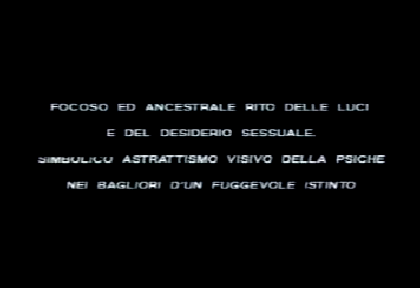 FOCOSO ED ANCESTRALE RITO DELLE LUCI
E DEL DESIDERIO SESSUALE.
SIMBOLICO ASTRATTISMO VISIVO DELLA PSICHE
NEI BAGLIORI D'UN FUGGEVOLE ISTINTO